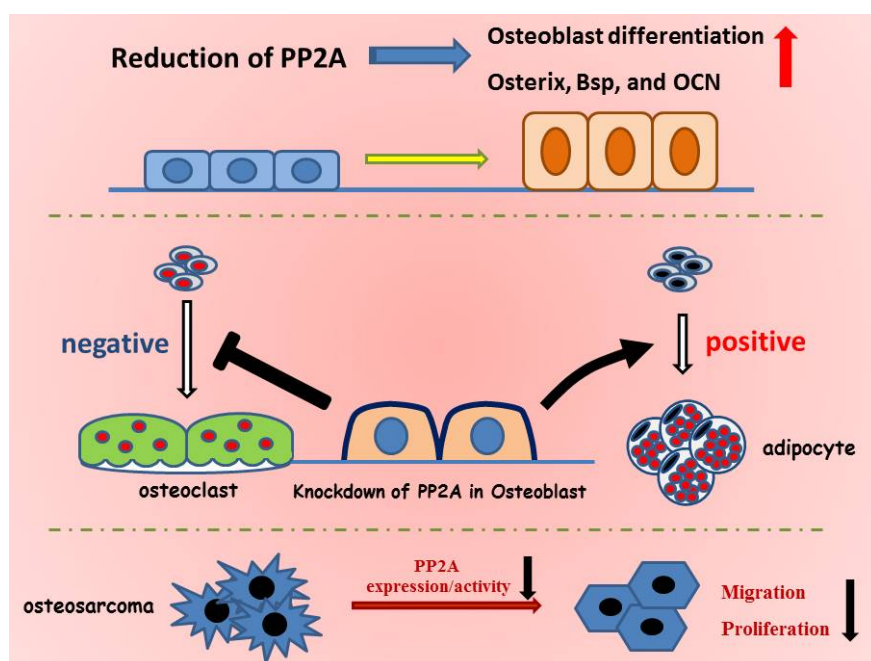 Reduction of PP2A
Osteoblast differentiation
Osterix, Bsp, and OCN
negative
positive
osteoclast
Knockdown of PP2A in Osteoblast
adipocyte
osteosarcoma
PP2A
expression/activity
Migration
Proliferation